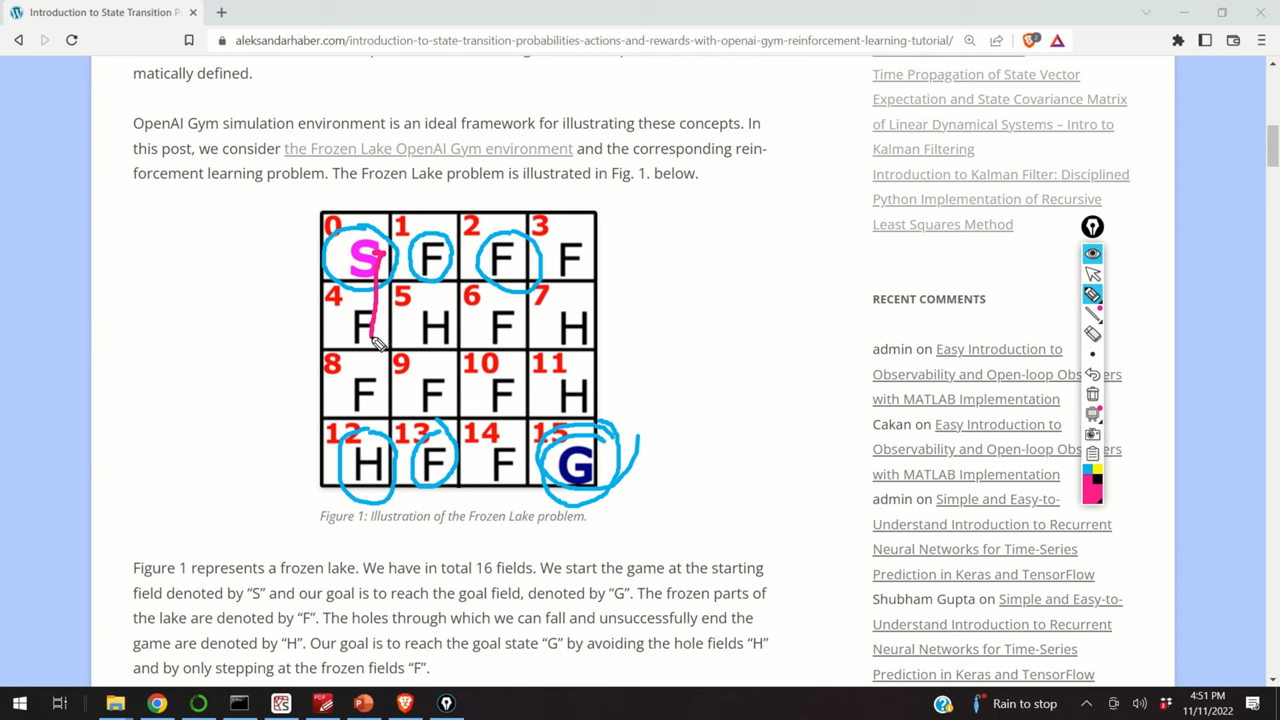 Introduction to State Transition P
aleksandarhaber.com/introduction-to-state-transition-probabilities-actions-and-rewards-with-openai-gym-reinforcement-learning-tutorial/
2
matically defined.
OpenAI Gym simulation environment is an ideal framework for illustrating these concepts. In
this post, we consider the Frozen Lake OpenAI Gym environment and the corresponding rein-
forcement learning problem. The Frozen Lake problem is illustrated in Fig. 1. below.
0 1 2 3
S F F F
4 5 6 7
F H F H
8 9 10 11
F F F H
12 13 14 15
H F F G
Figure 1: Illustration of the Frozen Lake problem.
Figure 1 represents a frozen lake. We have in total 16 fields. We start the game at the starting
field denoted by “S” and our goal is to reach the goal field, denoted by “G”. The frozen parts of
the lake are denoted by “F”. The holes through which we can fall and unsuccessfully end the
game are denoted by “H”. Our goal is to reach the goal state “G” by avoiding the hole fields “H”
and by only stepping at the frozen fields “F”.
Time Propagation of State Vector
Expectation and State Covariance Matrix
of Linear Dynamical Systems – Intro to
Kalman Filtering
Introduction to Kalman Filter: Disciplined
Python Implementation of Recursive
Least Squares Method
RECENT COMMENTS
admin on Easy Introduction to
Observability and Open-loop Obs ers
with MATLAB Implementation
Cakan on Easy Introduction to
Observability and Open-loop Obs ers
with MATLAB Implementation
admin on Simple and Easy-to-
Understand Introduction to Recurrent
Neural Networks for Time-Series
Prediction in Keras and TensorFlow
Shubham Gupta on Simple and Easy-to-
Understand Introduction to Recurrent
Neural Networks for Time-Series
Prediction in Keras and TensorFlow
Rain to stop
4:51 PM
11/11/2022